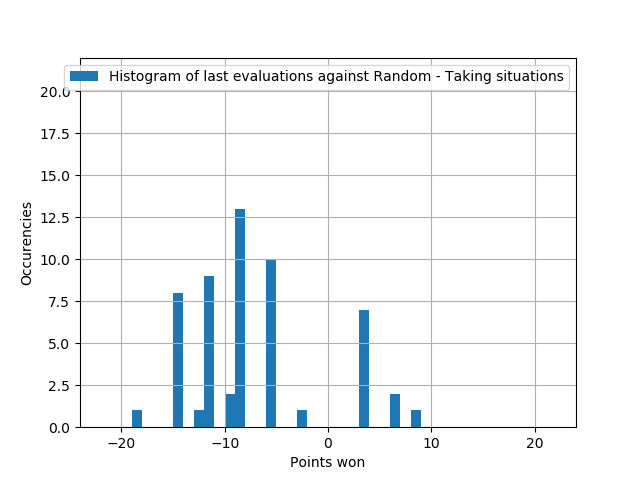 Histogram of last evaluations against Random - Taking situations
20.0
17.5
15.0
12.5
10.0
7.5
5.0
2.5
0.0
Occurencies
−20 −10 0 10 20
Points won